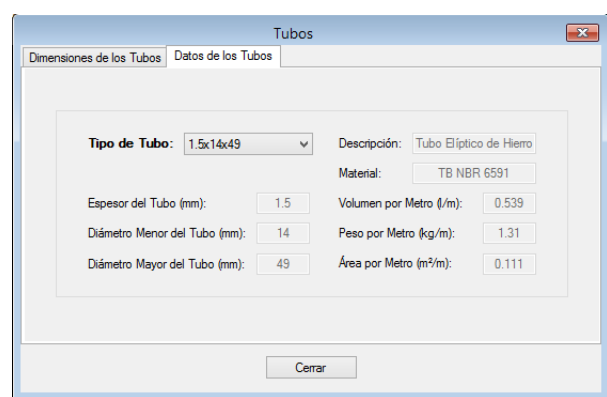 Tubos
Dimensiones de los Tubos Datos de los Tubos
Tipo de Tubo: 1.5x14x49 Descripción: Tubo Elíptico de Hierro
Material: TB NBR 6591
Espesor del Tubo (mm): 1.5 Volumen por Metro (l/m): 0.539
Diámetro Menor del Tubo (mm): 14 Peso por Metro (kg/m): 1.31
Diámetro Mayor del Tubo (mm): 49 Área por Metro (m²/m): 0.111
Cerrar